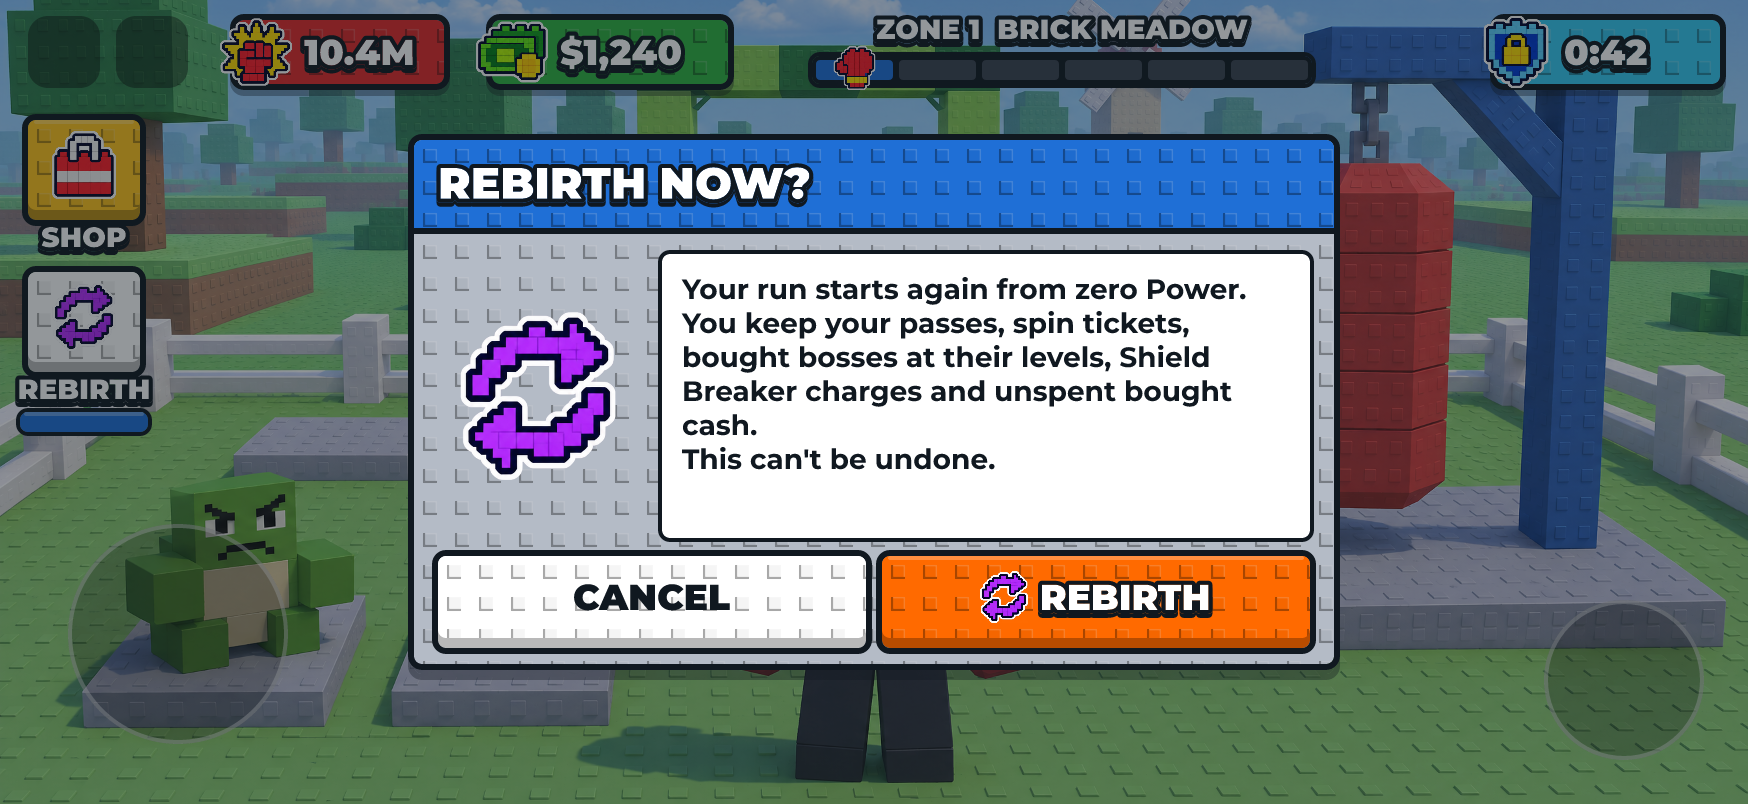 10.4M
$1,240
ZONE 1 BRICK MEADOW
0:42
SHOP
REBIRTH
REBIRTH NOW?
Your run starts again from zero Power.
You keep your passes, spin tickets,
bought bosses at their levels, Shield
Breaker charges and unspent bought
cash.
This can't be undone.
CANCEL
REBIRTH